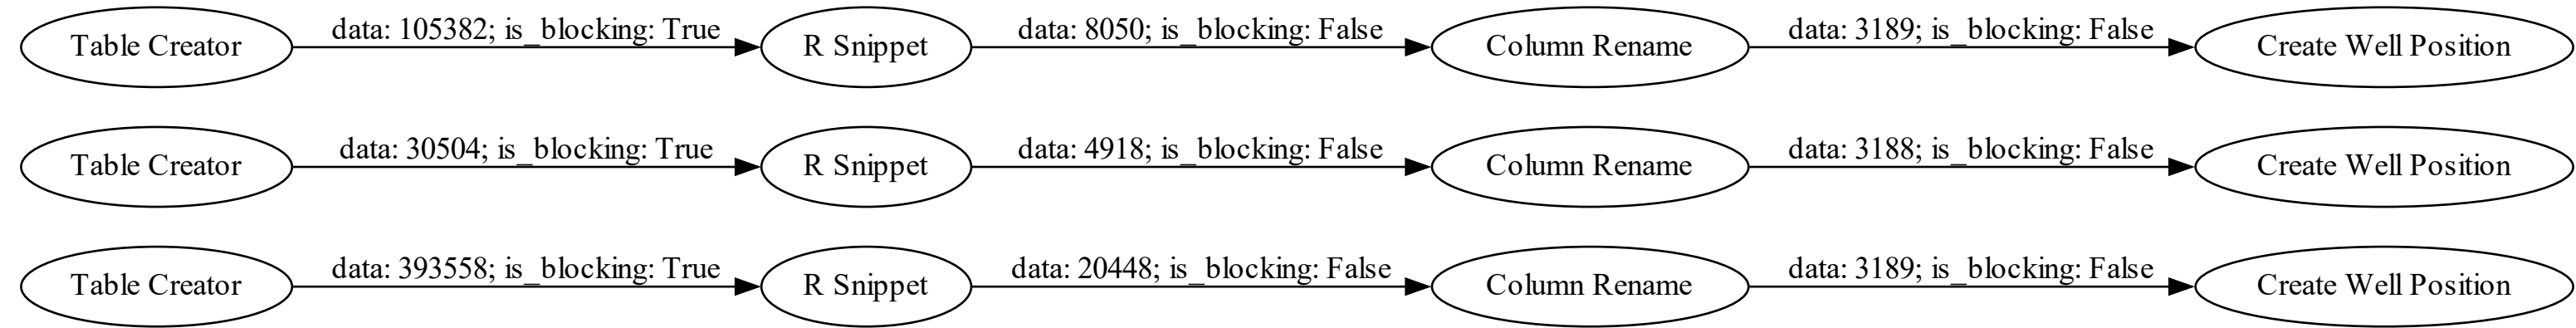 Table Creator data: 105382; is_blocking: True R Snippet data: 8050; is_blocking: False Column Rename data: 3189; is_blocking: False Create Well Position
Table Creator data: 30504; is_blocking: True R Snippet data: 4918; is_blocking: False Column Rename data: 3188; is_blocking: False Create Well Position
Table Creator data: 393558; is_blocking: True R Snippet data: 20448; is_blocking: False Column Rename data: 3189; is_blocking: False Create Well Position